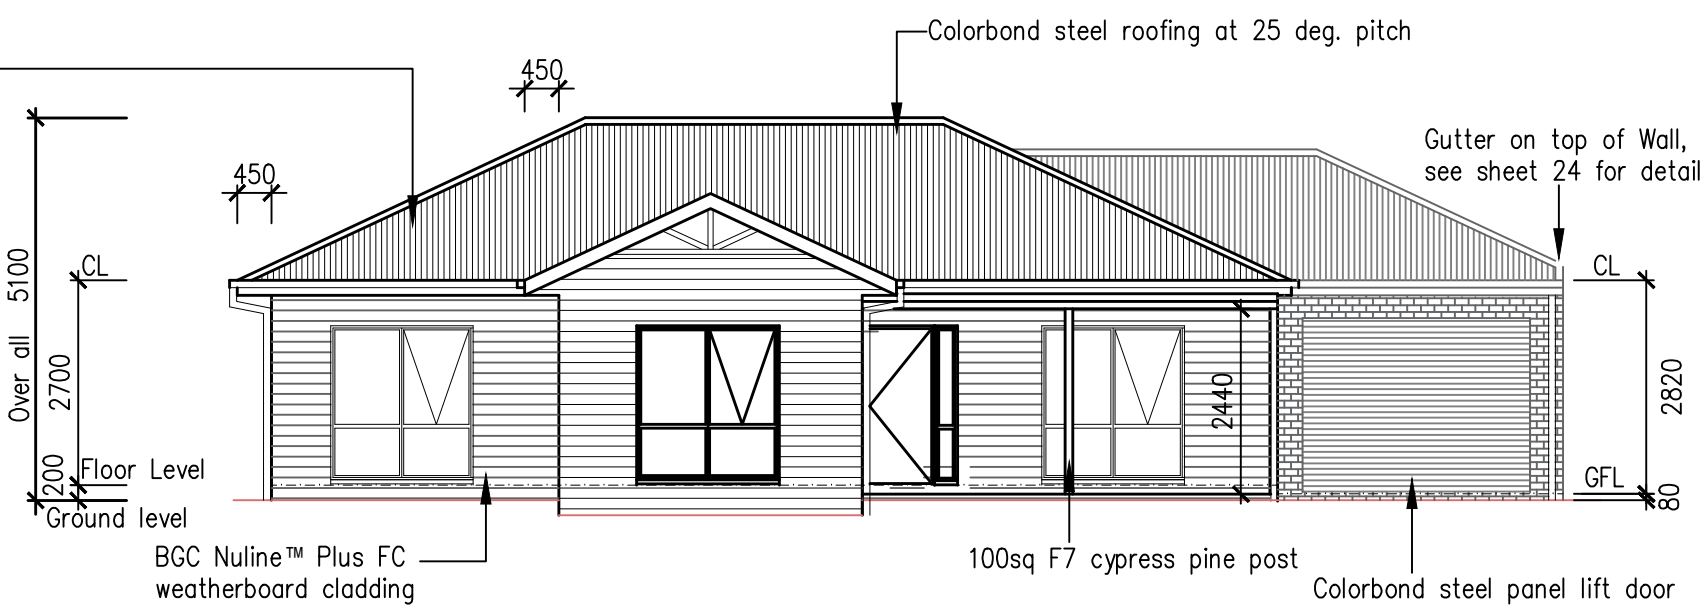 Colorbond steel roofing at 25 deg. pitch
450
Gutter on top of Wall,
see sheet 24 for detail
450
CL
CL
Over all 5100
2700
2440
2820
Floor Level
200
GFL
80
Ground level
BGC Nuline™ Plus FC
weatherboard cladding
100sq F7 cypress pine post
Colorbond steel panel lift door